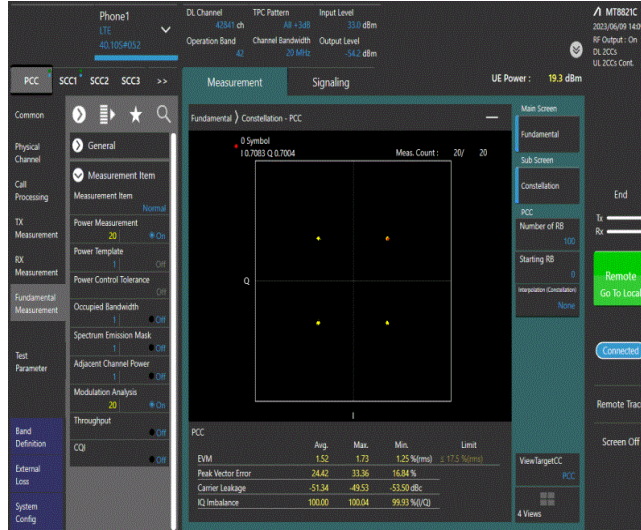 Phone1
LTE
40.105#052
DL Channel TPC Pattern Input Level
42841 ch All +3dB 33.0 dBm
Operation Band Channel Bandwidth Output Level
42 20 MHz -54.2 dBm
MT8821C
2023/06/09 14:09
RF Output : On
DL 2CCs
UL 2CCs Cont.
PCC SCC1 SCC2 SCC3 >>
Measurement Signaling
UE Power : 19.3 dBm
Common
Physical
Channel
Call
Processing
TX
Measurement
RX
Measurement
Fundamental
Measurement
Test
Parameter
Band
Definition
External
Loss
System
Config
General
Measurement Item
Measurement Item
Normal
Power Measurement
20 On
Power Template
1 Off
Power Control Tolerance
Off
Occupied Bandwidth
1 Off
Spectrum Emission Mask
1 Off
Adjacent Channel Power
1 Off
Modulation Analysis
20 On
Throughput
Off
CQI
Off
Fundamental Constellation - PCC
0 Symbol
I 0.7083 Q 0.7004 Meas. Count : 20/ 20
Q
I
PCC
Avg. Max. Min. Limit
EVM 1.52 1.73 1.25 %(rms) ≤ 17.5 %(rms)
Peak Vector Error 24.42 33.36 16.84 %
Carrier Leakage -51.34 -49.53 -53.50 dBc
IQ Imbalance 100.00 100.04 99.93 %(I/Q)
Main Screen
Fundamental
Sub Screen
Constellation
PCC
Number of RB
100
Starting RB
0
Interpolation (Constellation)
None
ViewTargetCC
PCC
4 Views
End
Tx
Rx
Remote
Go To Local
Connected
Remote Trac
Screen Off